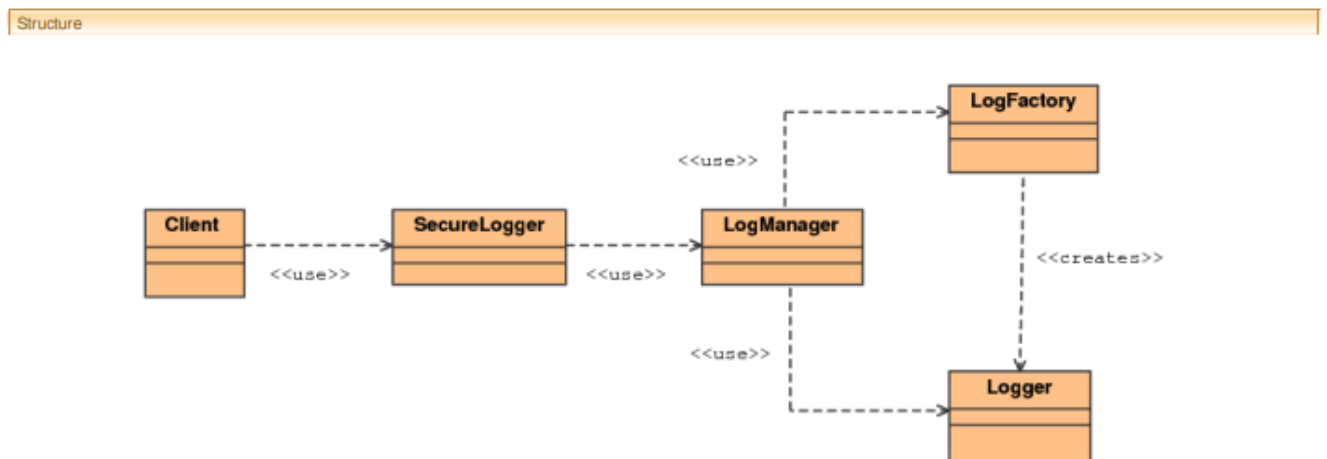 Structure
LogFactory
<<use>>
Client
SecureLogger
LogManager
<<use>>
<<use>>
<<creates>>
<<use>>
Logger